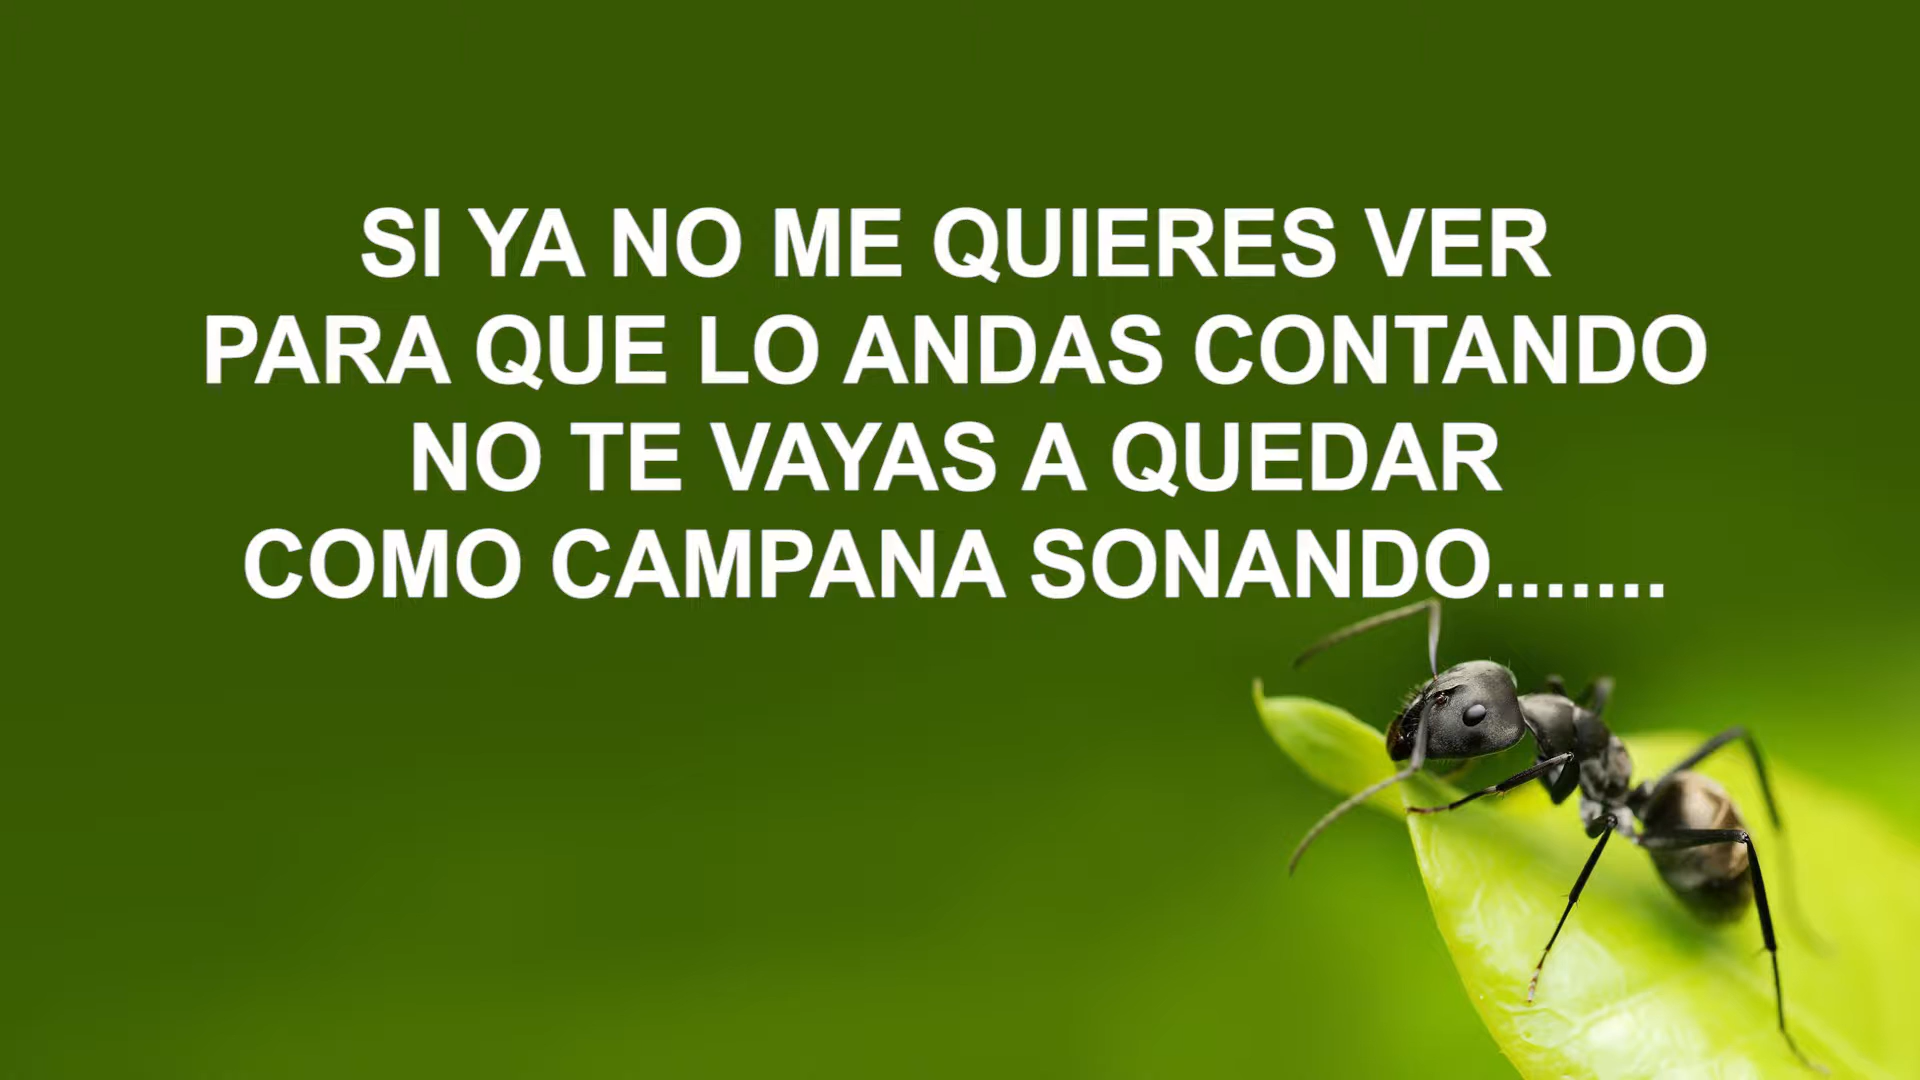 SI YA NO ME QUIERES VER
PARA QUE LO ANDAS CONTANDO
NO TE VAYAS A QUEDAR
COMO CAMPANA SONANDO.......